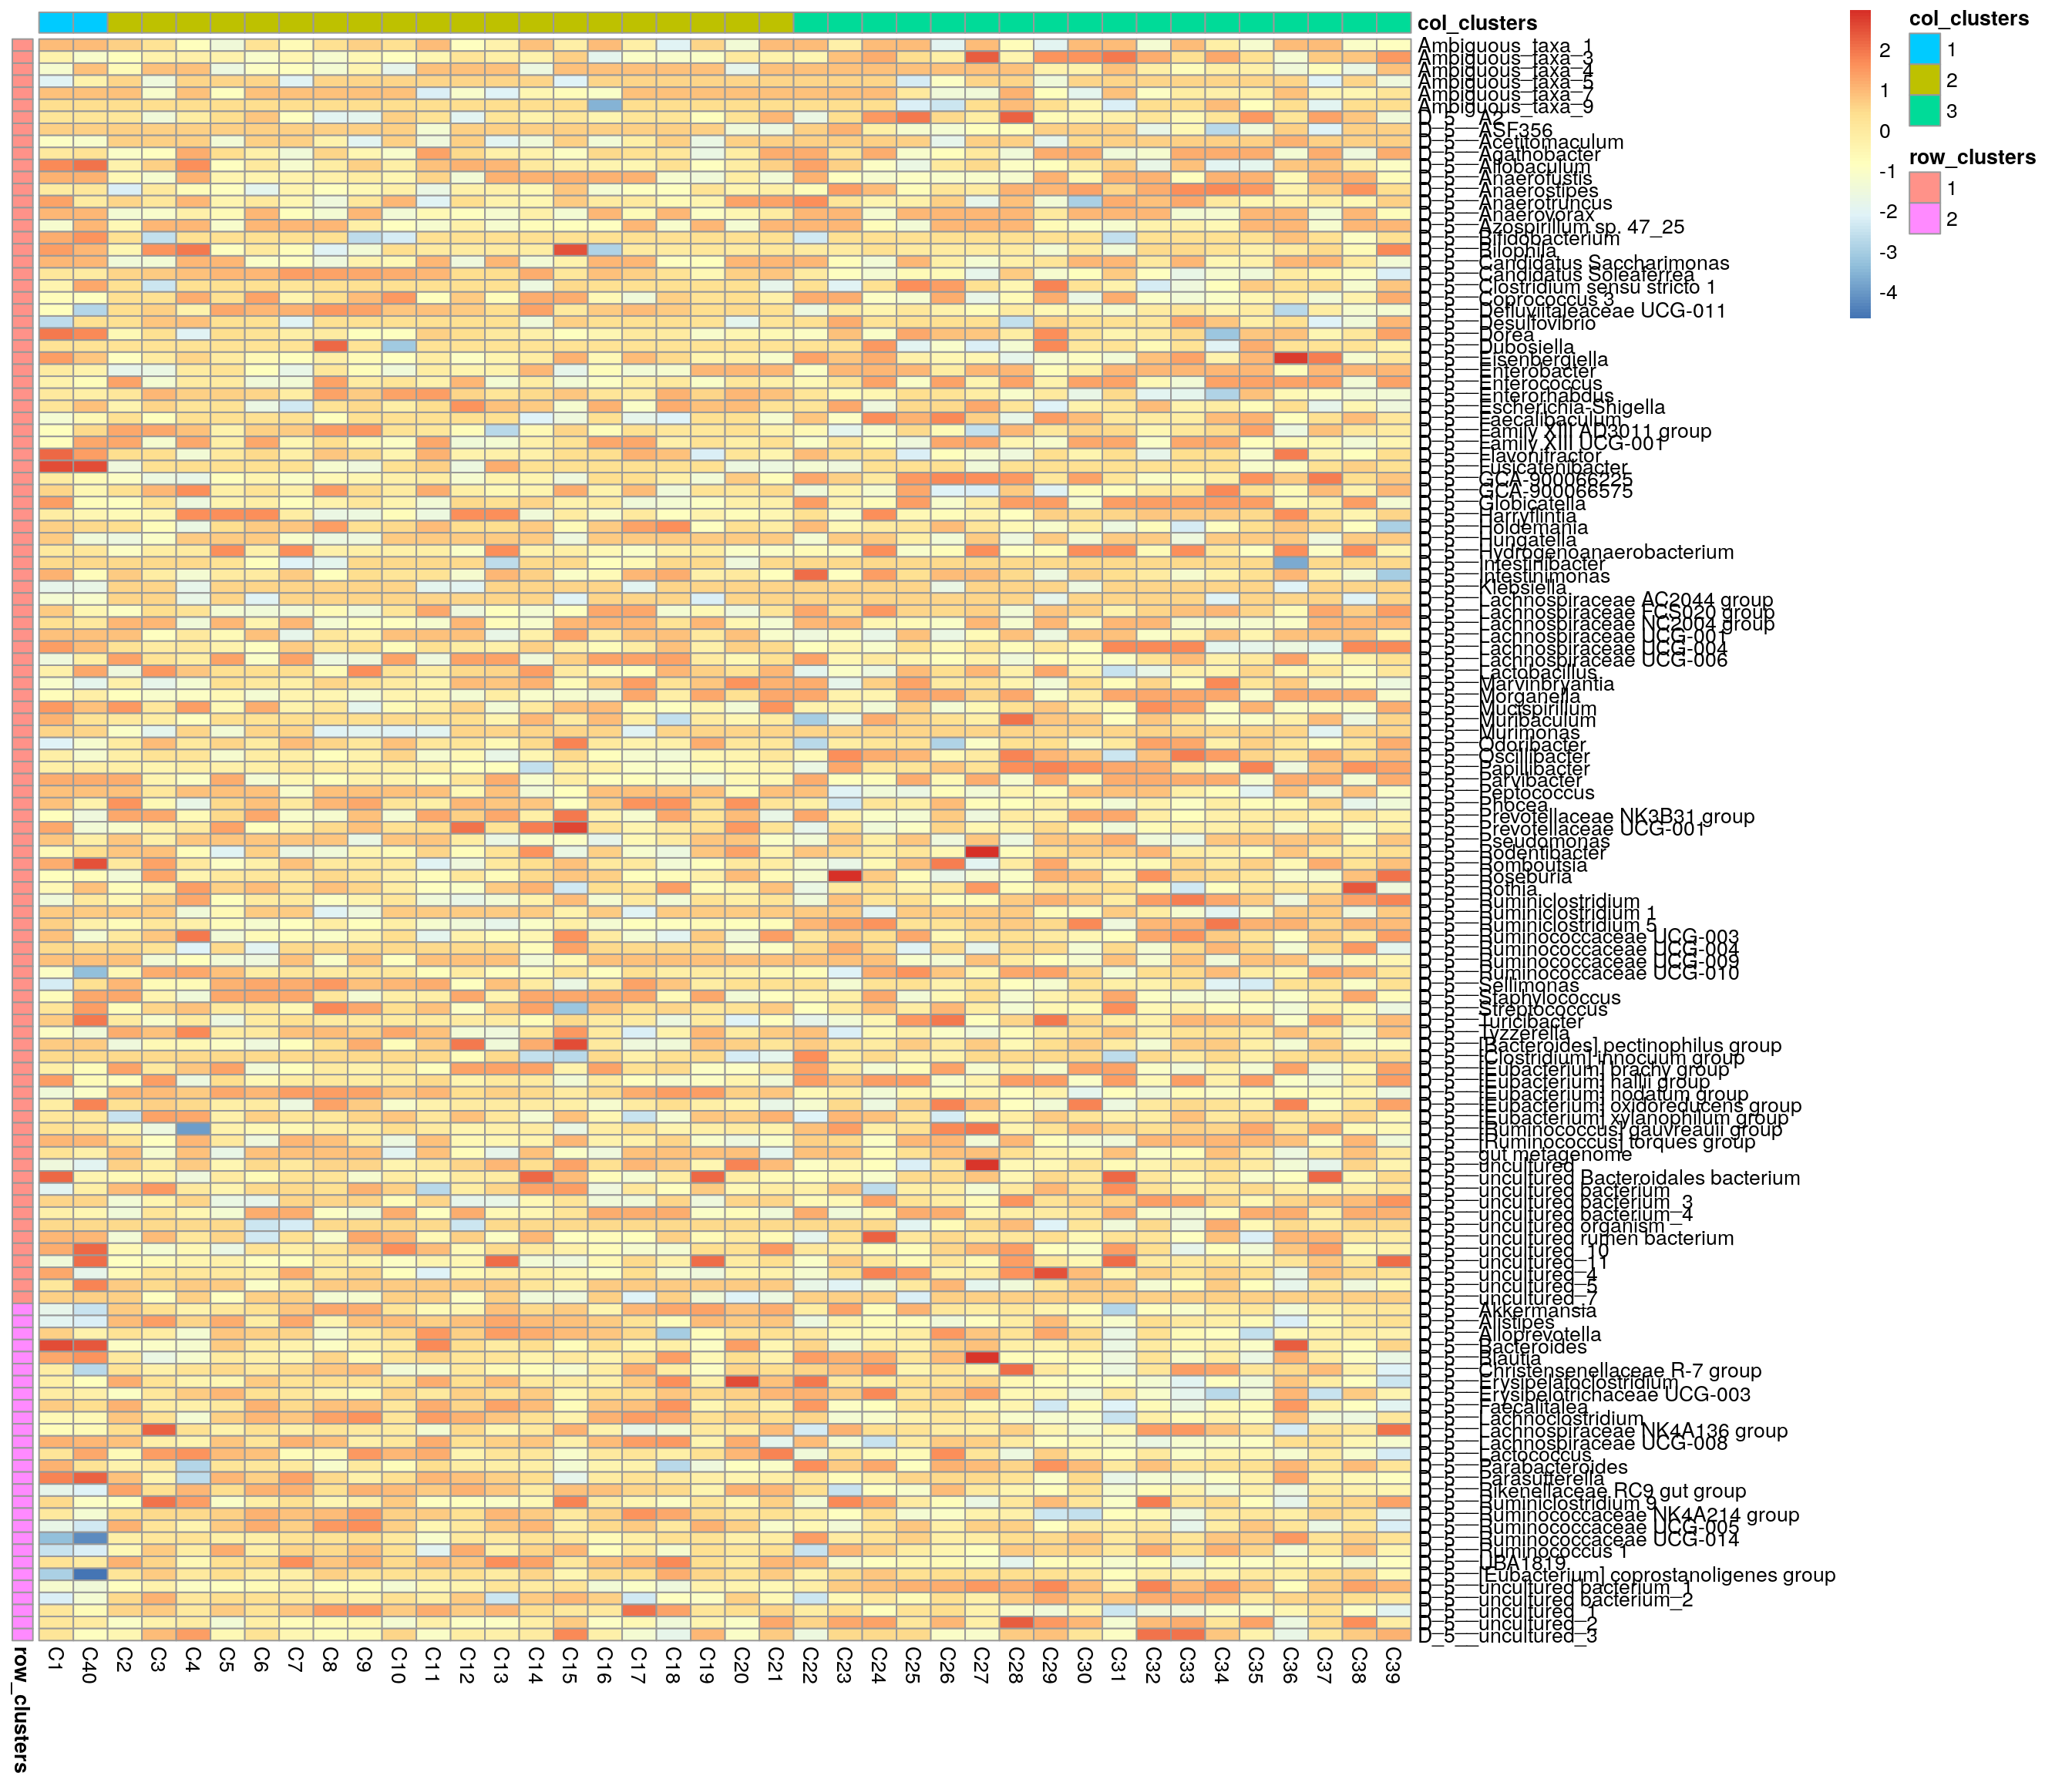 col_clusters
Ambiguous_taxa_1
Ambiguous_taxa_3
Ambiguous_taxa_4
Ambiguous_taxa_5
Ambiguous_taxa_7
Ambiguous_taxa_9
D_5__A2
D_5__ASF356
D_5__Acetitomaculum
D_5__Agathobacter
D_5__Allobaculum
D_5__Anaerofustis
D_5__Anaerostipes
D_5__Anaerotruncus
D_5__Anaerovorax
D_5__Azospirillum sp. 47_25
D_5__Bifidobacterium
D_5__Bilophila
D_5__Candidatus Saccharimonas
D_5__Candidatus Soleaferrea
D_5__Clostridium sensu stricto 1
D_5__Coprococcus 3
D_5__Defluviitaleaceae UCG-011
D_5__Desulfovibrio
D_5__Dorea
D_5__Dubosiella
D_5__Eisenbergiella
D_5__Enterobacter
D_5__Enterococcus
D_5__Enterorhabdus
D_5__Escherichia-Shigella
D_5__Faecalibaculum
D_5__Family XIII AD3011 group
D_5__Family XIII UCG-001
D_5__Flavonifractor
D_5__Fusicatenibacter
D_5__GCA-900066225
D_5__GCA-900066575
D_5__Globicatella
D_5__Harryflintia
D_5__Holdemania
D_5__Hungatella
D_5__Hydrogenoanaerobacterium
D_5__Intestinibacter
D_5__Intestinimonas
D_5__Klebsiella
D_5__Lachnospiraceae AC2044 group
D_5__Lachnospiraceae FCS020 group
D_5__Lachnospiraceae NC2004 group
D_5__Lachnospiraceae UCG-001
D_5__Lachnospiraceae UCG-004
D_5__Lachnospiraceae UCG-006
D_5__Lactobacillus
D_5__Marvinbryantia
D_5__Morganella
D_5__Mucispirillum
D_5__Muribaculum
D_5__Murimonas
D_5__Odoribacter
D_5__Oscillibacter
D_5__Papillibacter
D_5__Parvibacter
D_5__Peptococcus
D_5__Phocea
D_5__Prevotellaceae NK3B31 group
D_5__Prevotellaceae UCG-001
D_5__Pseudomonas
D_5__Rodentibacter
D_5__Romboutsia
D_5__Roseburia
D_5__Rothia
D_5__Ruminiclostridium
D_5__Ruminiclostridium 1
D_5__Ruminiclostridium 5
D_5__Ruminococcaceae UCG-003
D_5__Ruminococcaceae UCG-004
D_5__Ruminococcaceae UCG-009
D_5__Ruminococcaceae UCG-010
D_5__Sellimonas
D_5__Staphylococcus
D_5__Streptococcus
D_5__Turicibacter
D_5__Tyzzerella
D_5__[Bacteroides] pectinophilus group
D_5__[Clostridium] innocuum group
D_5__[Eubacterium] brachy group
D_5__[Eubacterium] hallii group
D_5__[Eubacterium] nodatum group
D_5__[Eubacterium] oxidoreducens group
D_5__[Eubacterium] xylanophilum group
D_5__[Ruminococcus] gauvreauii group
D_5__[Ruminococcus] torques group
D_5__gut metagenome
D_5__uncultured
D_5__uncultured Bacteroidales bacterium
D_5__uncultured bacterium
D_5__uncultured bacterium_3
D_5__uncultured bacterium_4
D_5__uncultured organism
D_5__uncultured rumen bacterium
D_5__uncultured_10
D_5__uncultured_11
D_5__uncultured_4
D_5__uncultured_5
D_5__uncultured_7
D_5__Akkermansia
D_5__Alistipes
D_5__Alloprevotella
D_5__Bacteroides
D_5__Blautia
D_5__Christensenellaceae R-7 group
D_5__Erysipelatoclostridium
D_5__Erysipelotrichaceae UCG-003
D_5__Faecalitalea
D_5__Lachnoclostridium
D_5__Lachnospiraceae NK4A136 group
D_5__Lachnospiraceae UCG-008
D_5__Lactococcus
D_5__Parabacteroides
D_5__Parasutterella
D_5__Rikenellaceae RC9 gut group
D_5__Ruminiclostridium 9
D_5__Ruminococcaceae NK4A214 group
D_5__Ruminococcaceae UCG-005
D_5__Ruminococcaceae UCG-014
D_5__Ruminococcus 1
D_5__UBA1819
D_5__[Eubacterium] coprostanoligenes group
D_5__uncultured bacterium_1
D_5__uncultured bacterium_2
D_5__uncultured_1
D_5__uncultured_2
D_5__uncultured_3
row_clusters
C1 C40 C2 C3 C4 C5 C6 C7 C8 C9 C10 C11 C12 C13 C14 C15 C16 C17 C18 C19 C20 C21 C22 C23 C24 C25 C26 C27 C28 C29 C30 C31 C32 C33 C34 C35 C36 C37 C38 C39
2
1
0
-1
-2
-3
-4
col_clusters
1
2
3
row_clusters
1
2